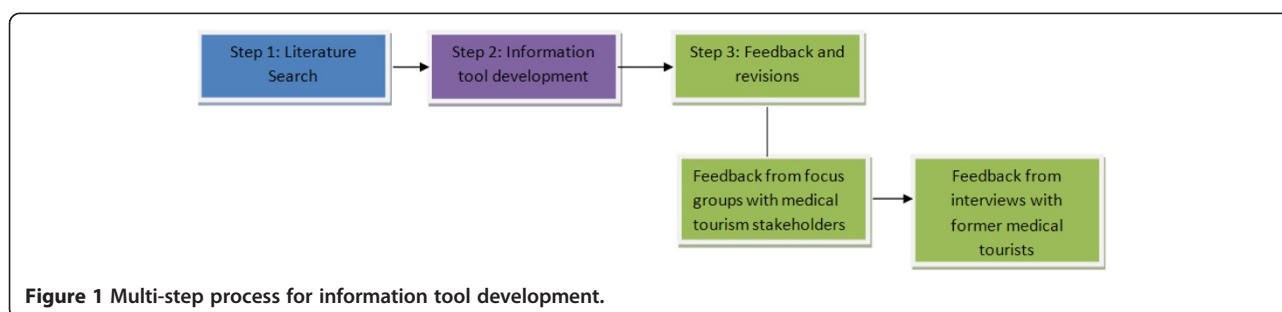 Step 1: Literature
Search
Step 2: Information
tool development
Step 3: Feedback and
revisions
Feedback from focus
groups with medical
tourism stakeholders
Feedback from
interviews with
former medical
tourists
Figure 1 Multi-step process for information tool development.